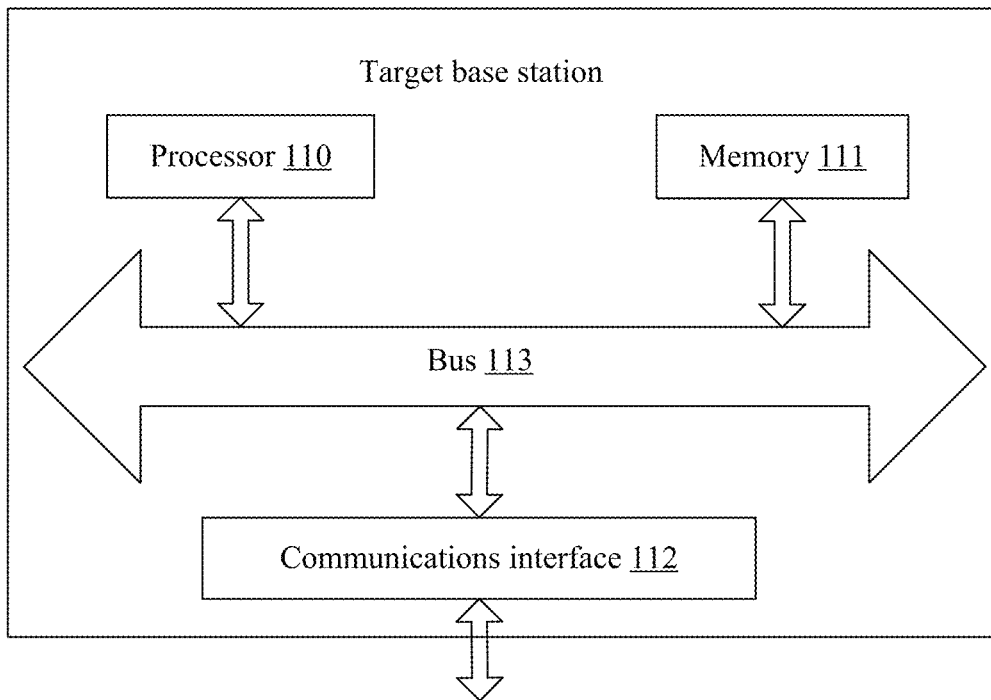 Target base station
Processor 110
Memory 111
Bus 113
Communications interface 112